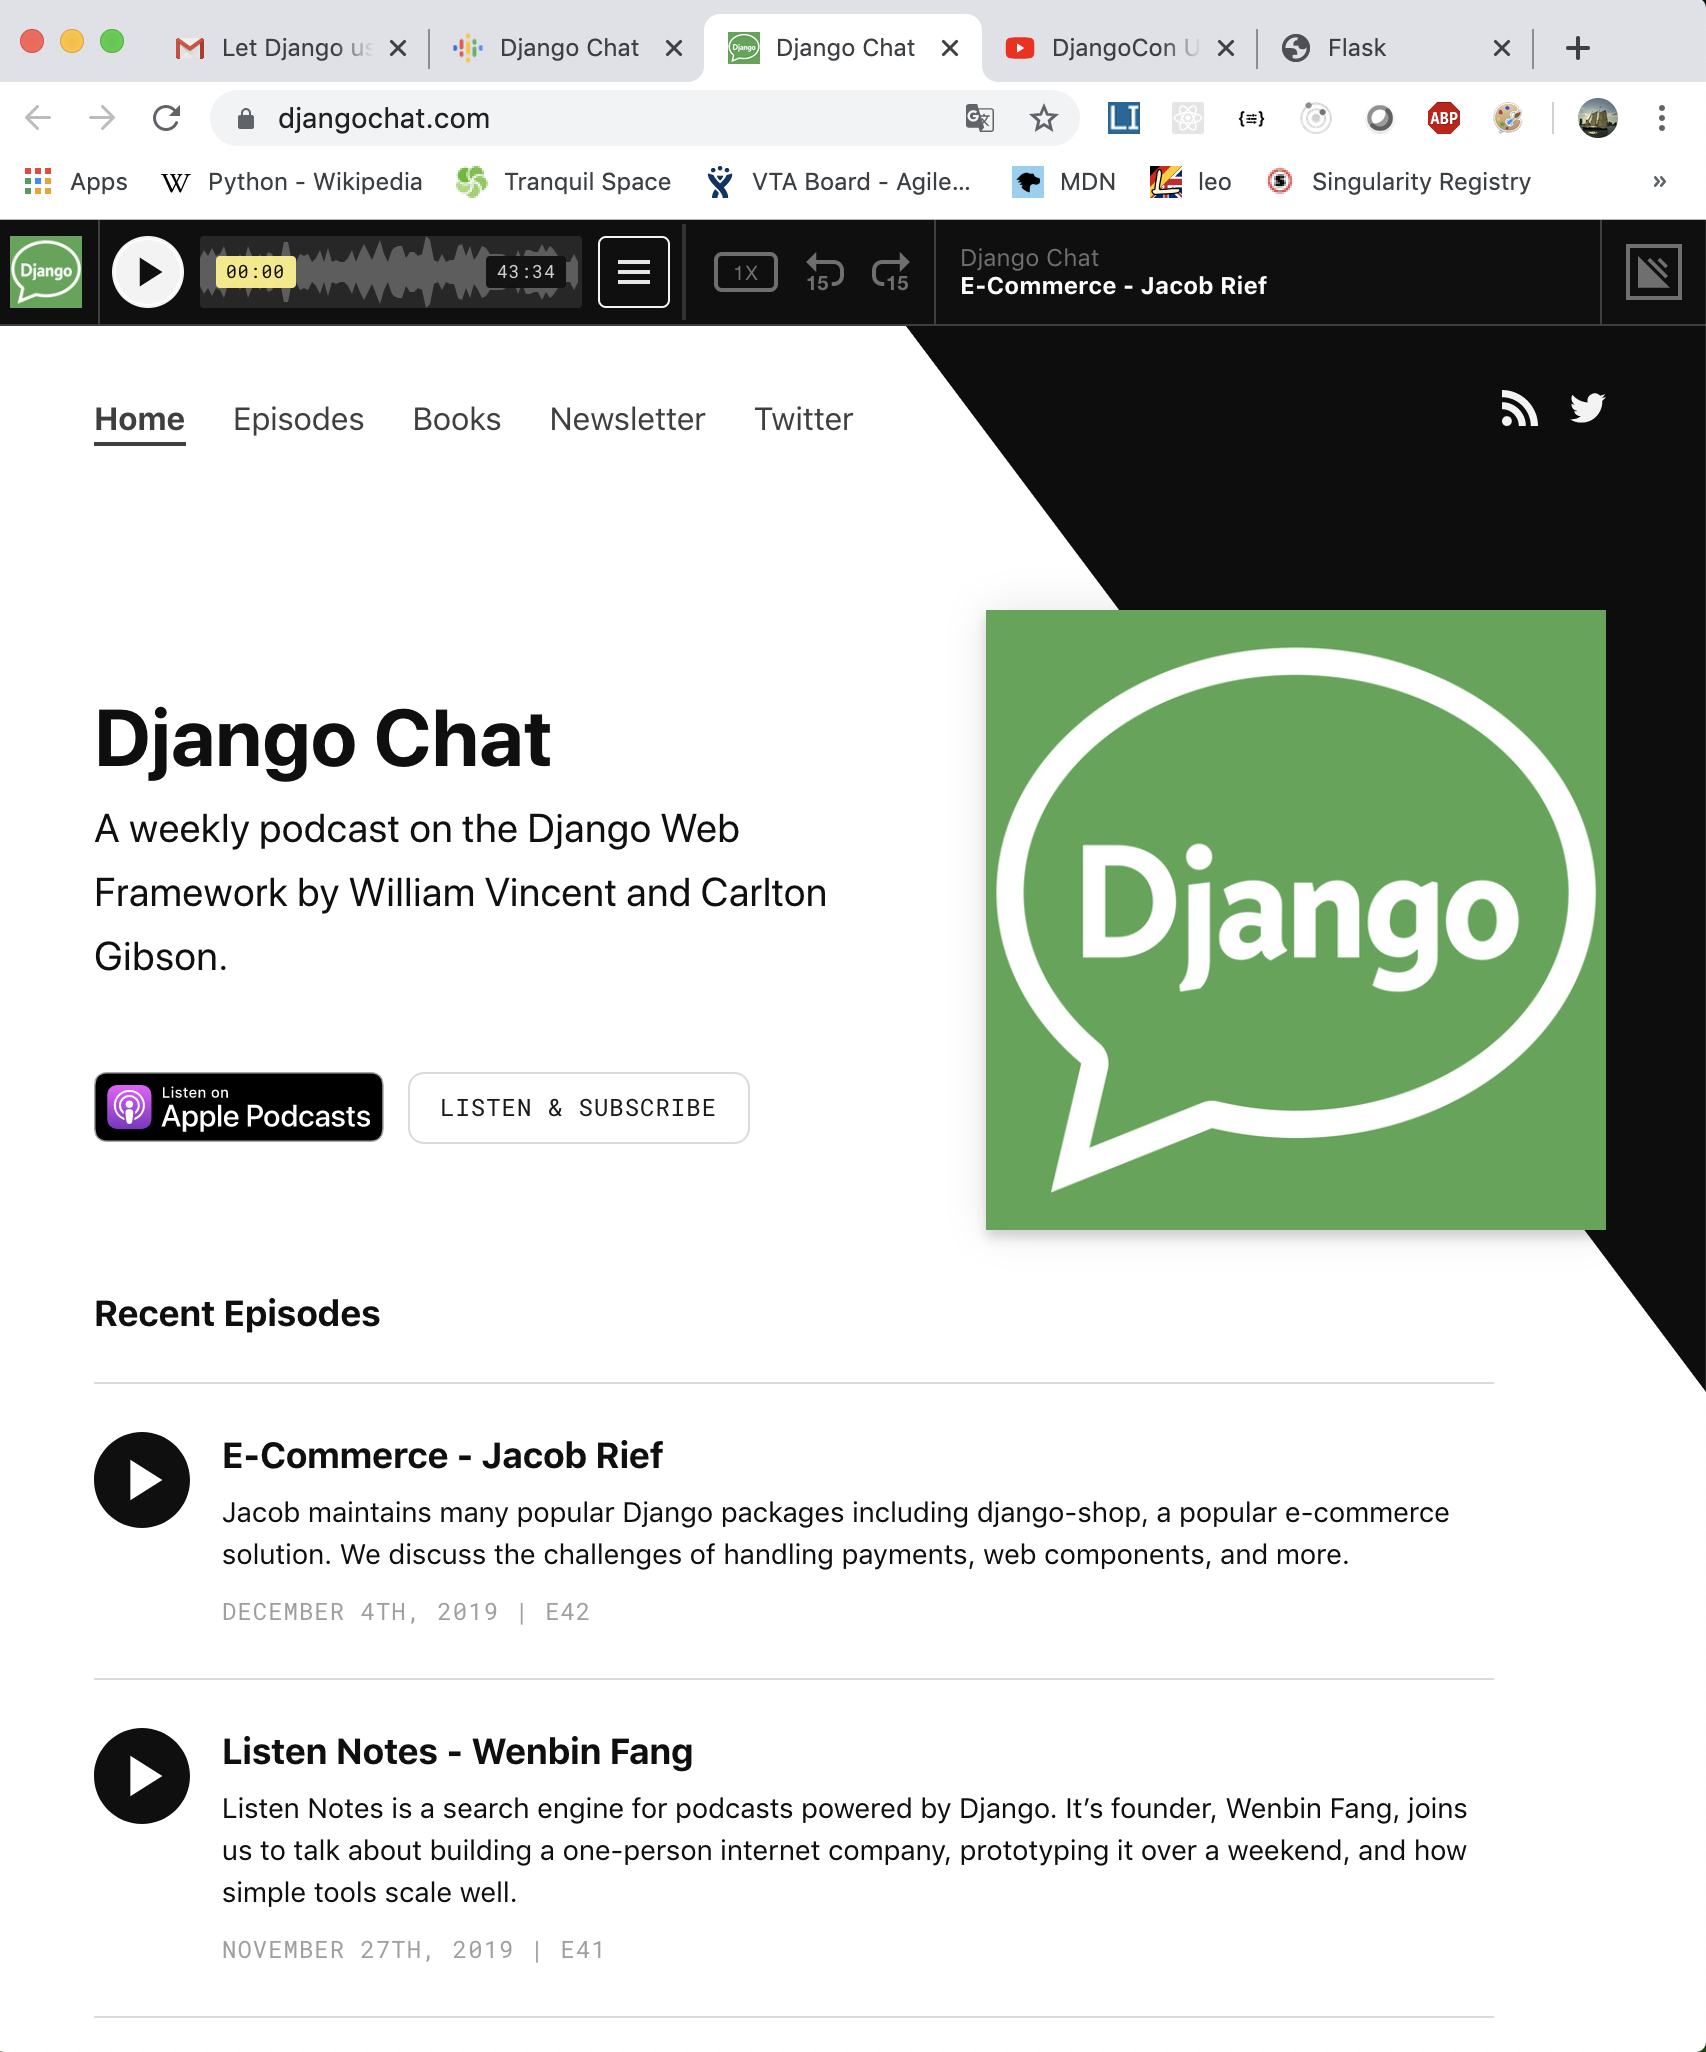 Let Django us
Django Chat
Django Chat
DjangoCon U
Flask
djangochat.com
LI
ABP
Apps
W Python - Wikipedia
Tranquil Space
VTA Board - Agile...
MDN
leo
Singularity Registry
»
Django
00:00
43:34
1X
15
15
Django Chat
E-Commerce - Jacob Rief
Home
Episodes
Books
Newsletter
Twitter
Django Chat
A weekly podcast on the Django Web
Framework by William Vincent and Carlton
Gibson.
Django
Listen on
Apple Podcasts
LISTEN & SUBSCRIBE
Recent Episodes
E-Commerce - Jacob Rief
Jacob maintains many popular Django packages including django-shop, a popular e-commerce
solution. We discuss the challenges of handling payments, web components, and more.
DECEMBER 4TH, 2019 | E42
Listen Notes - Wenbin Fang
Listen Notes is a search engine for podcasts powered by Django. It’s founder, Wenbin Fang, joins
us to talk about building a one-person internet company, prototyping it over a weekend, and how
simple tools scale well.
NOVEMBER 27TH, 2019 | E41